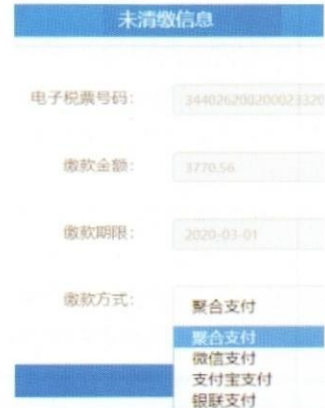 未清缴信息
电子税票号码：
缴款金额： 3770.56
缴款期限： 2020-03-01
缴款方式： 聚合支付
聚合支付
微信支付
支付宝支付
银联支付